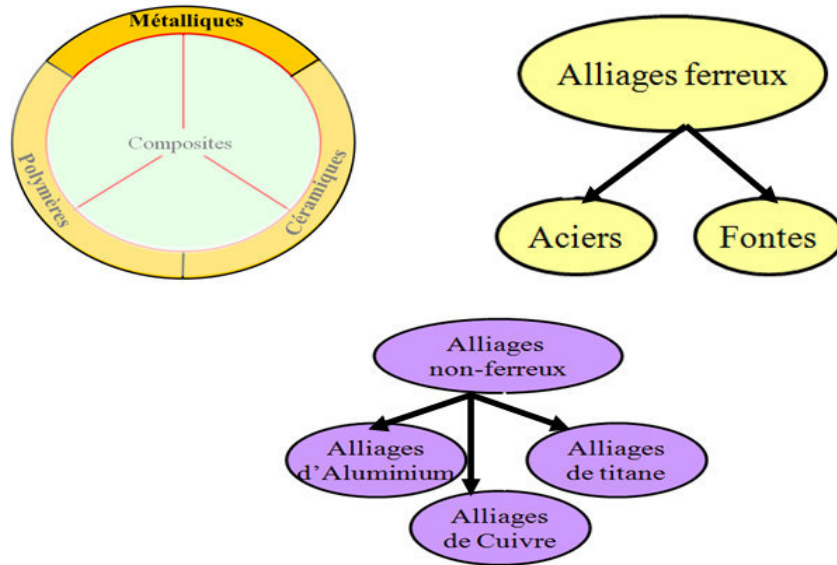 Métalliques
Composites
Polymères
Céramiques
Alliages ferreux
Aciers
Fontes
Alliages
non-ferreux
Alliages
d'Aluminium
Alliages
de titane
Alliages
de Cuivre